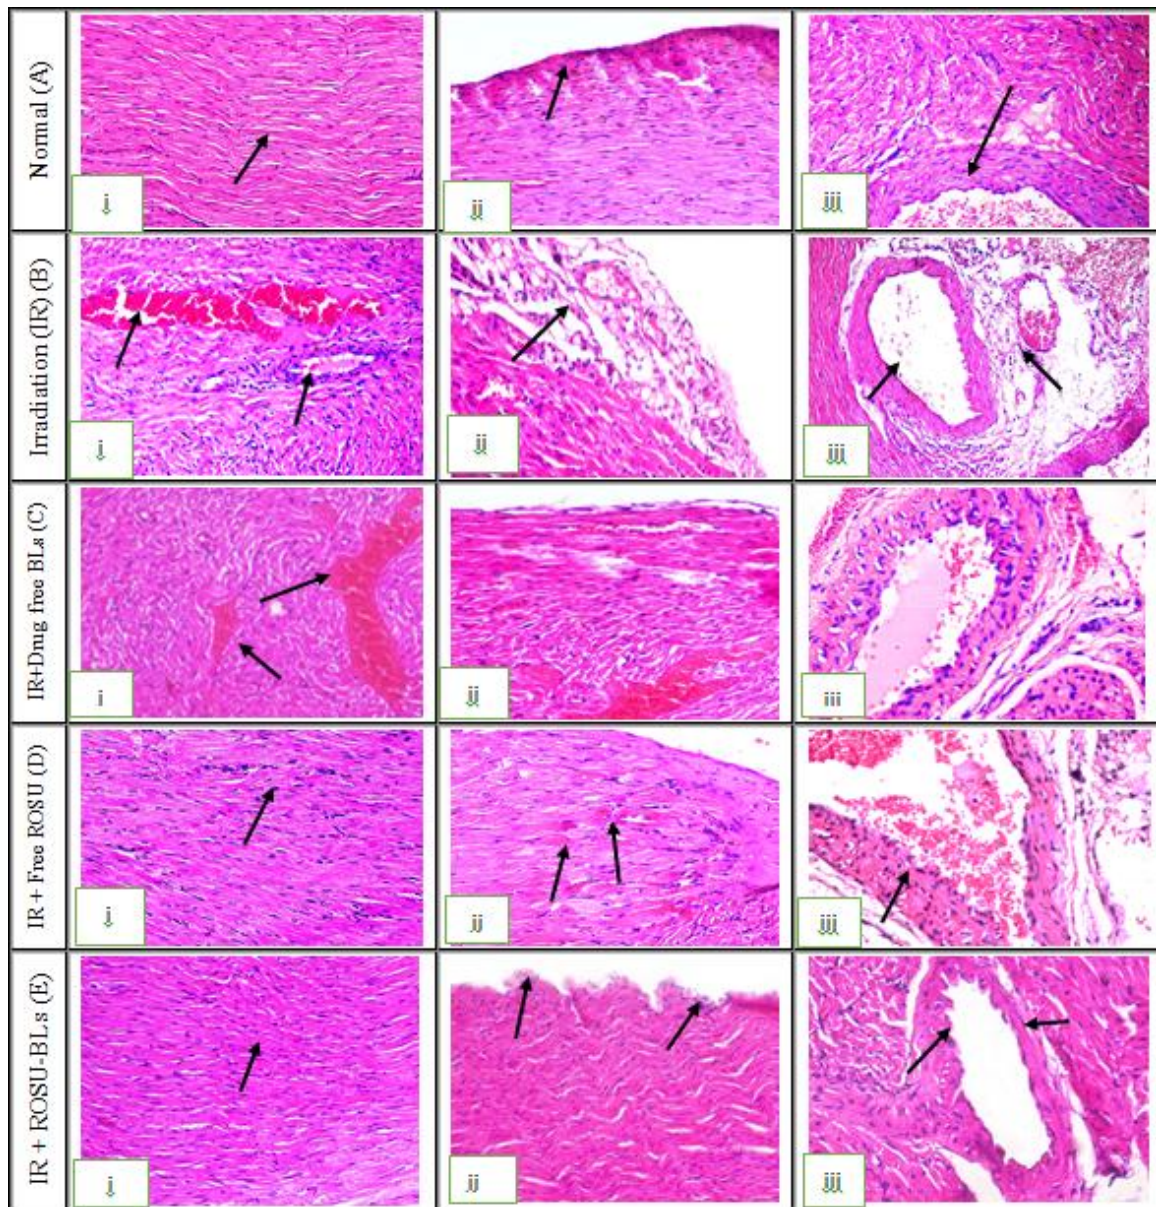 Normal (A)
i
ii
iii
Irradiation (IR) (B)
i
ii
iii
IR+Drug free BLs (C)
i
ii
iii
IR + Free ROSU (D)
i
ii
iii
IR + ROSU-BLs (E)
i
ii
iii